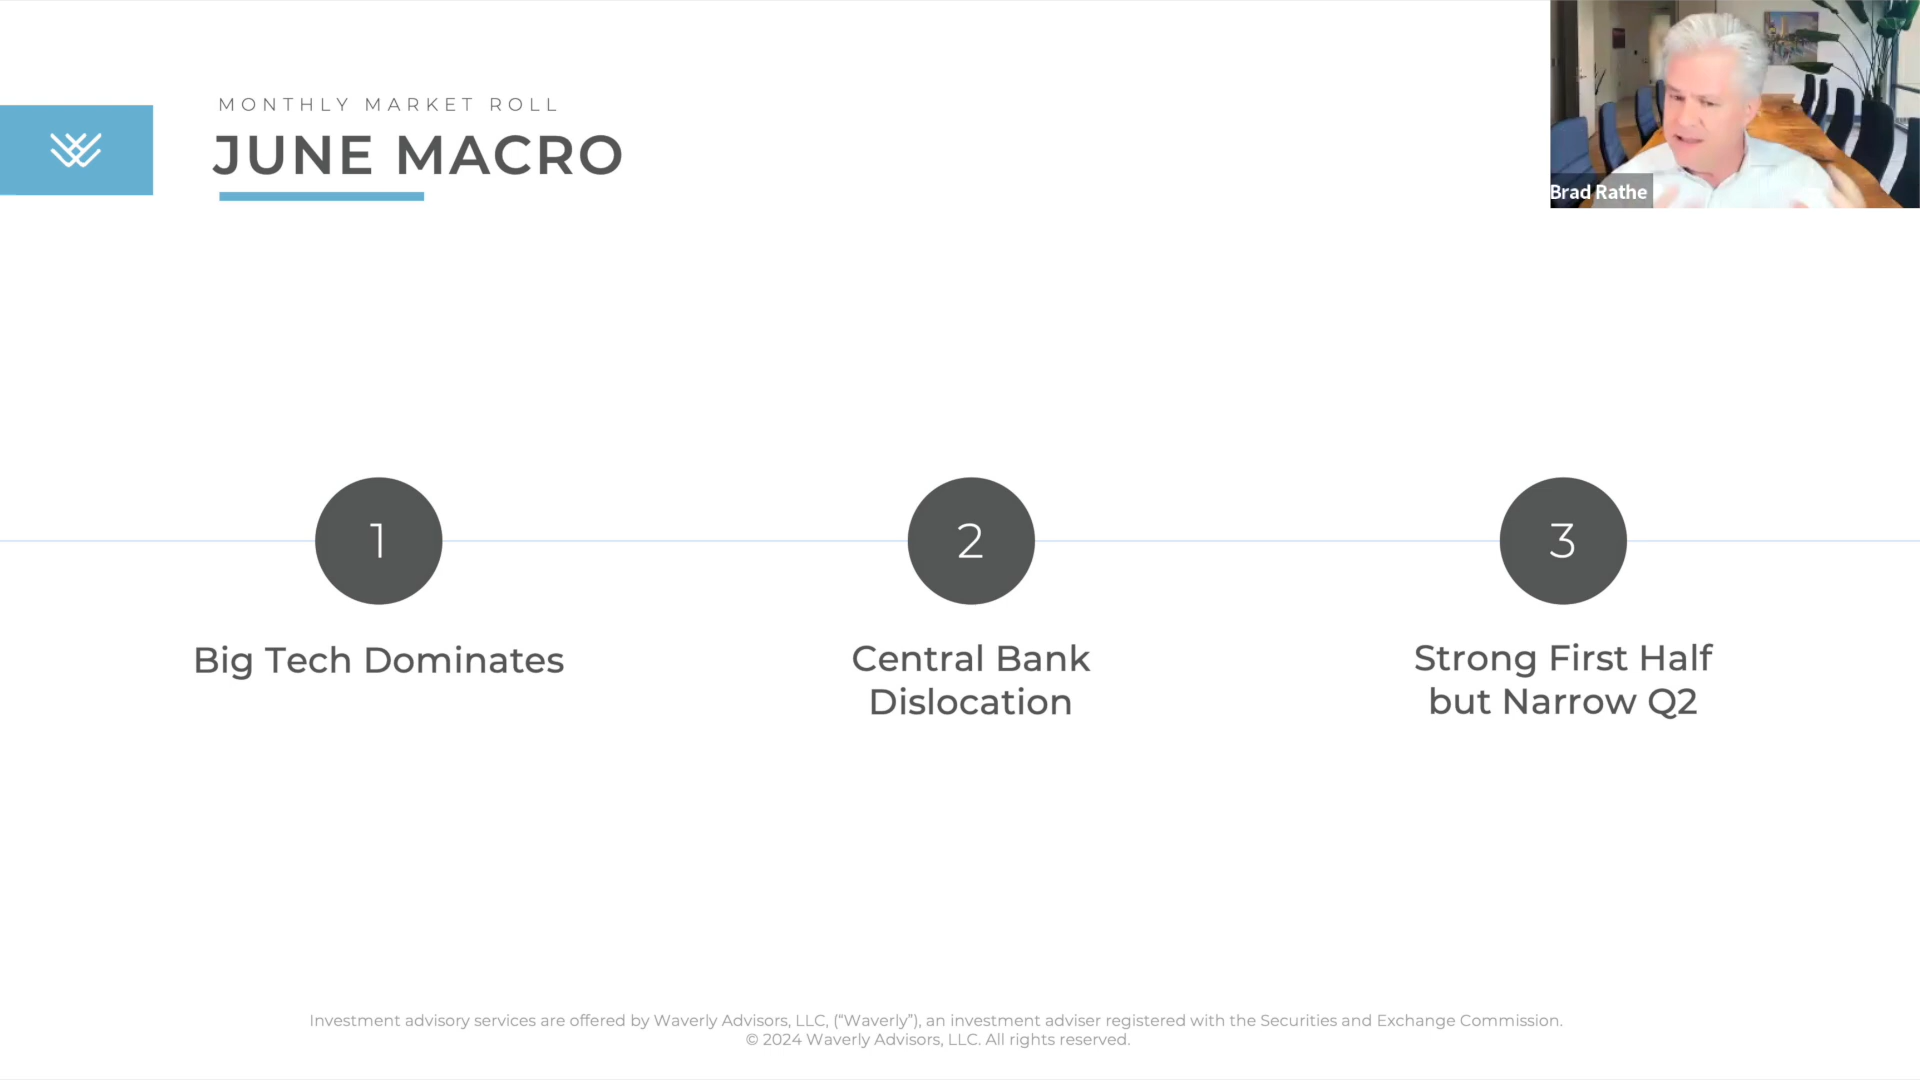 MONTHLY MARKET ROLL
JUNE MACRO
Brad Rathe
1
2
3
Big Tech Dominates
Central Bank
Dislocation
Strong First Half
but Narrow Q2
Investment advisory services are offered by Waverly Advisors, LLC, (“Waverly”), an investment adviser registered with the Securities and Exchange Commission.
© 2024 Waverly Advisors, LLC. All rights reserved.